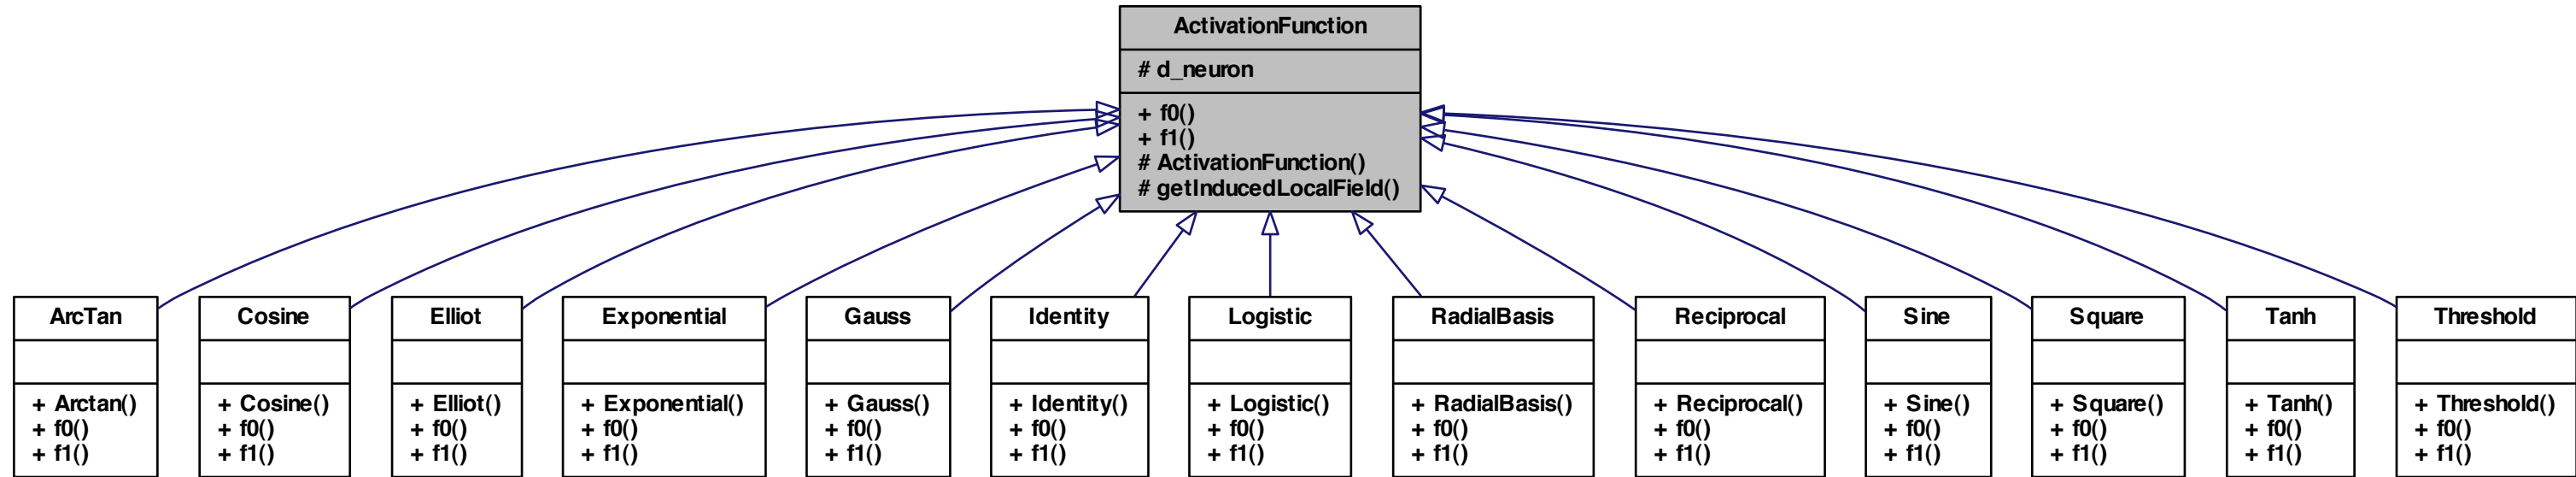 ActivationFunction
# d_neuron
+ f0()
+ f1()
# ActivationFunction()
# getInducedLocalField()
ArcTan
+ Arctan()
+ f0()
+ f1()
Cosine
+ Cosine()
+ f0()
+ f1()
Elliot
+ Elliot()
+ f0()
+ f1()
Exponential
+ Exponential()
+ f0()
+ f1()
Gauss
+ Gauss()
+ f0()
+ f1()
Identity
+ Identity()
+ f0()
+ f1()
Logistic
+ Logistic()
+ f0()
+ f1()
RadialBasis
+ RadialBasis()
+ f0()
+ f1()
Reciprocal
+ Reciprocal()
+ f0()
+ f1()
Sine
+ Sine()
+ f0()
+ f1()
Square
+ Square()
+ f0()
+ f1()
Tanh
+ Tanh()
+ f0()
+ f1()
Threshold
+ Threshold()
+ f0()
+ f1()